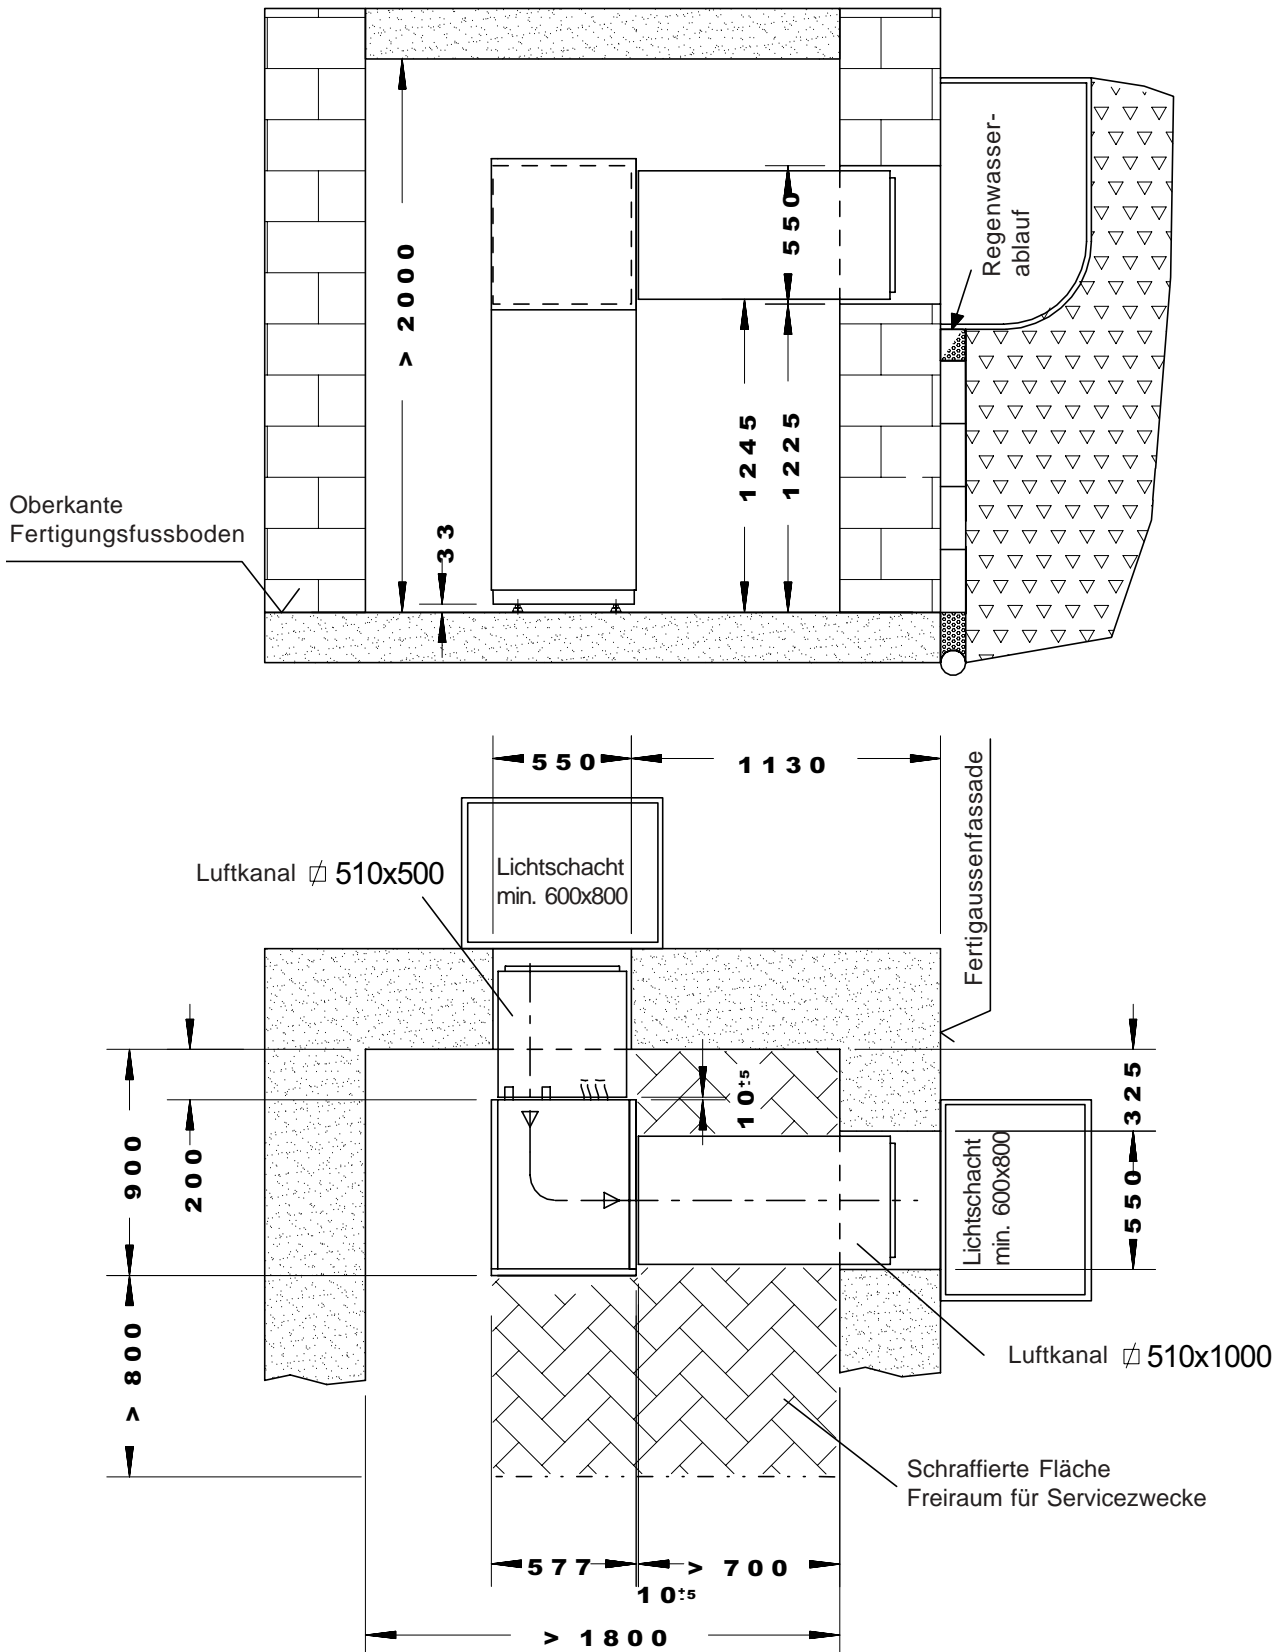 > 2000
550
Regenwasser-
ablauf
1245
1225
33
Oberkante
Fertigungsfussboden
550
1130
Fertigaussenfassade
Luftkanal ⌷ 510x500
Lichtschacht
min. 600x800
900
200
10±5
325
550
Lichtschacht
min. 600x800
> 800
Luftkanal ⌷ 510x1000
Schraffierte Fläche
Freiraum für Servicezwecke
577
> 700
10±5
> 1800